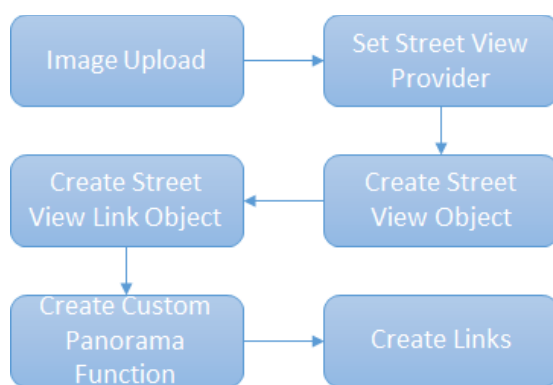 Image Upload
Set Street View
Provider
Create Street
View Object
Create Street
View Link Object
Create Custom
Panorama
Function
Create Links